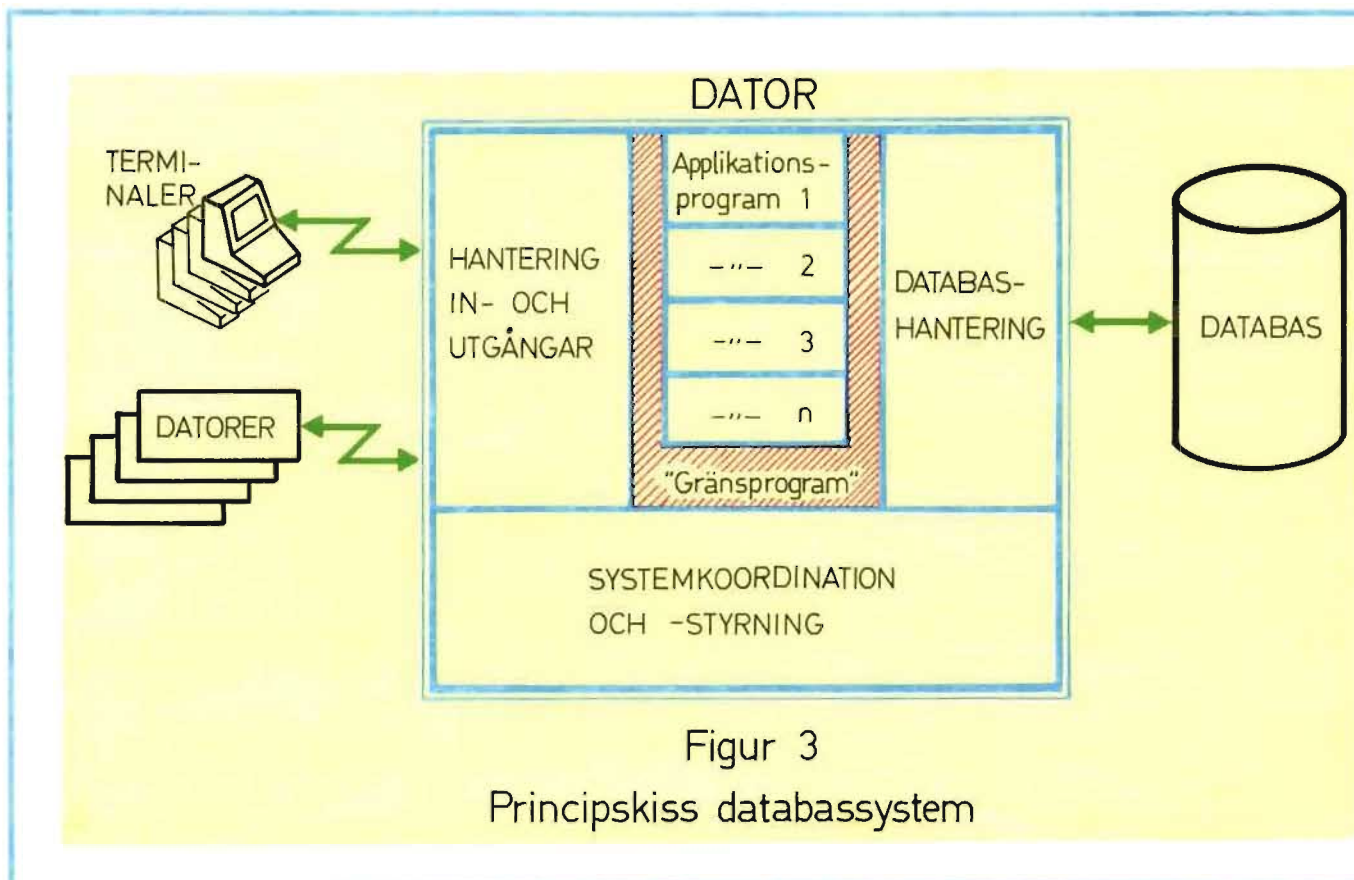 DATOR
TERMI-
NALER
DATORER
HANTERING
IN- OCH
UTGÅNGAR
Applikations-
program 1
-"- 2
-"- 3
-"- n
"Gränsprogram"
DATABAS-
HANTERING
DATABAS
SYSTEMKOORDINATION
OCH -STYRNING
Figur 3
Principskiss databassystem